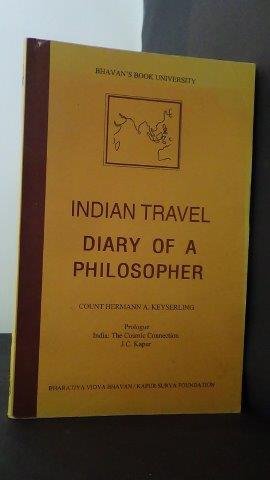 BHAVAN'S BOOK UNIVERSITY
INDIAN TRAVEL
DIARY OF A
PHILOSOPHER
COUNT HERMANN A. KEYSERLING
Prologue
India: The Cosmic Connection
J.C. Kapur
BHARATIYA VIDYA BHAVAN / KAPUR SURYA FOUNDATION